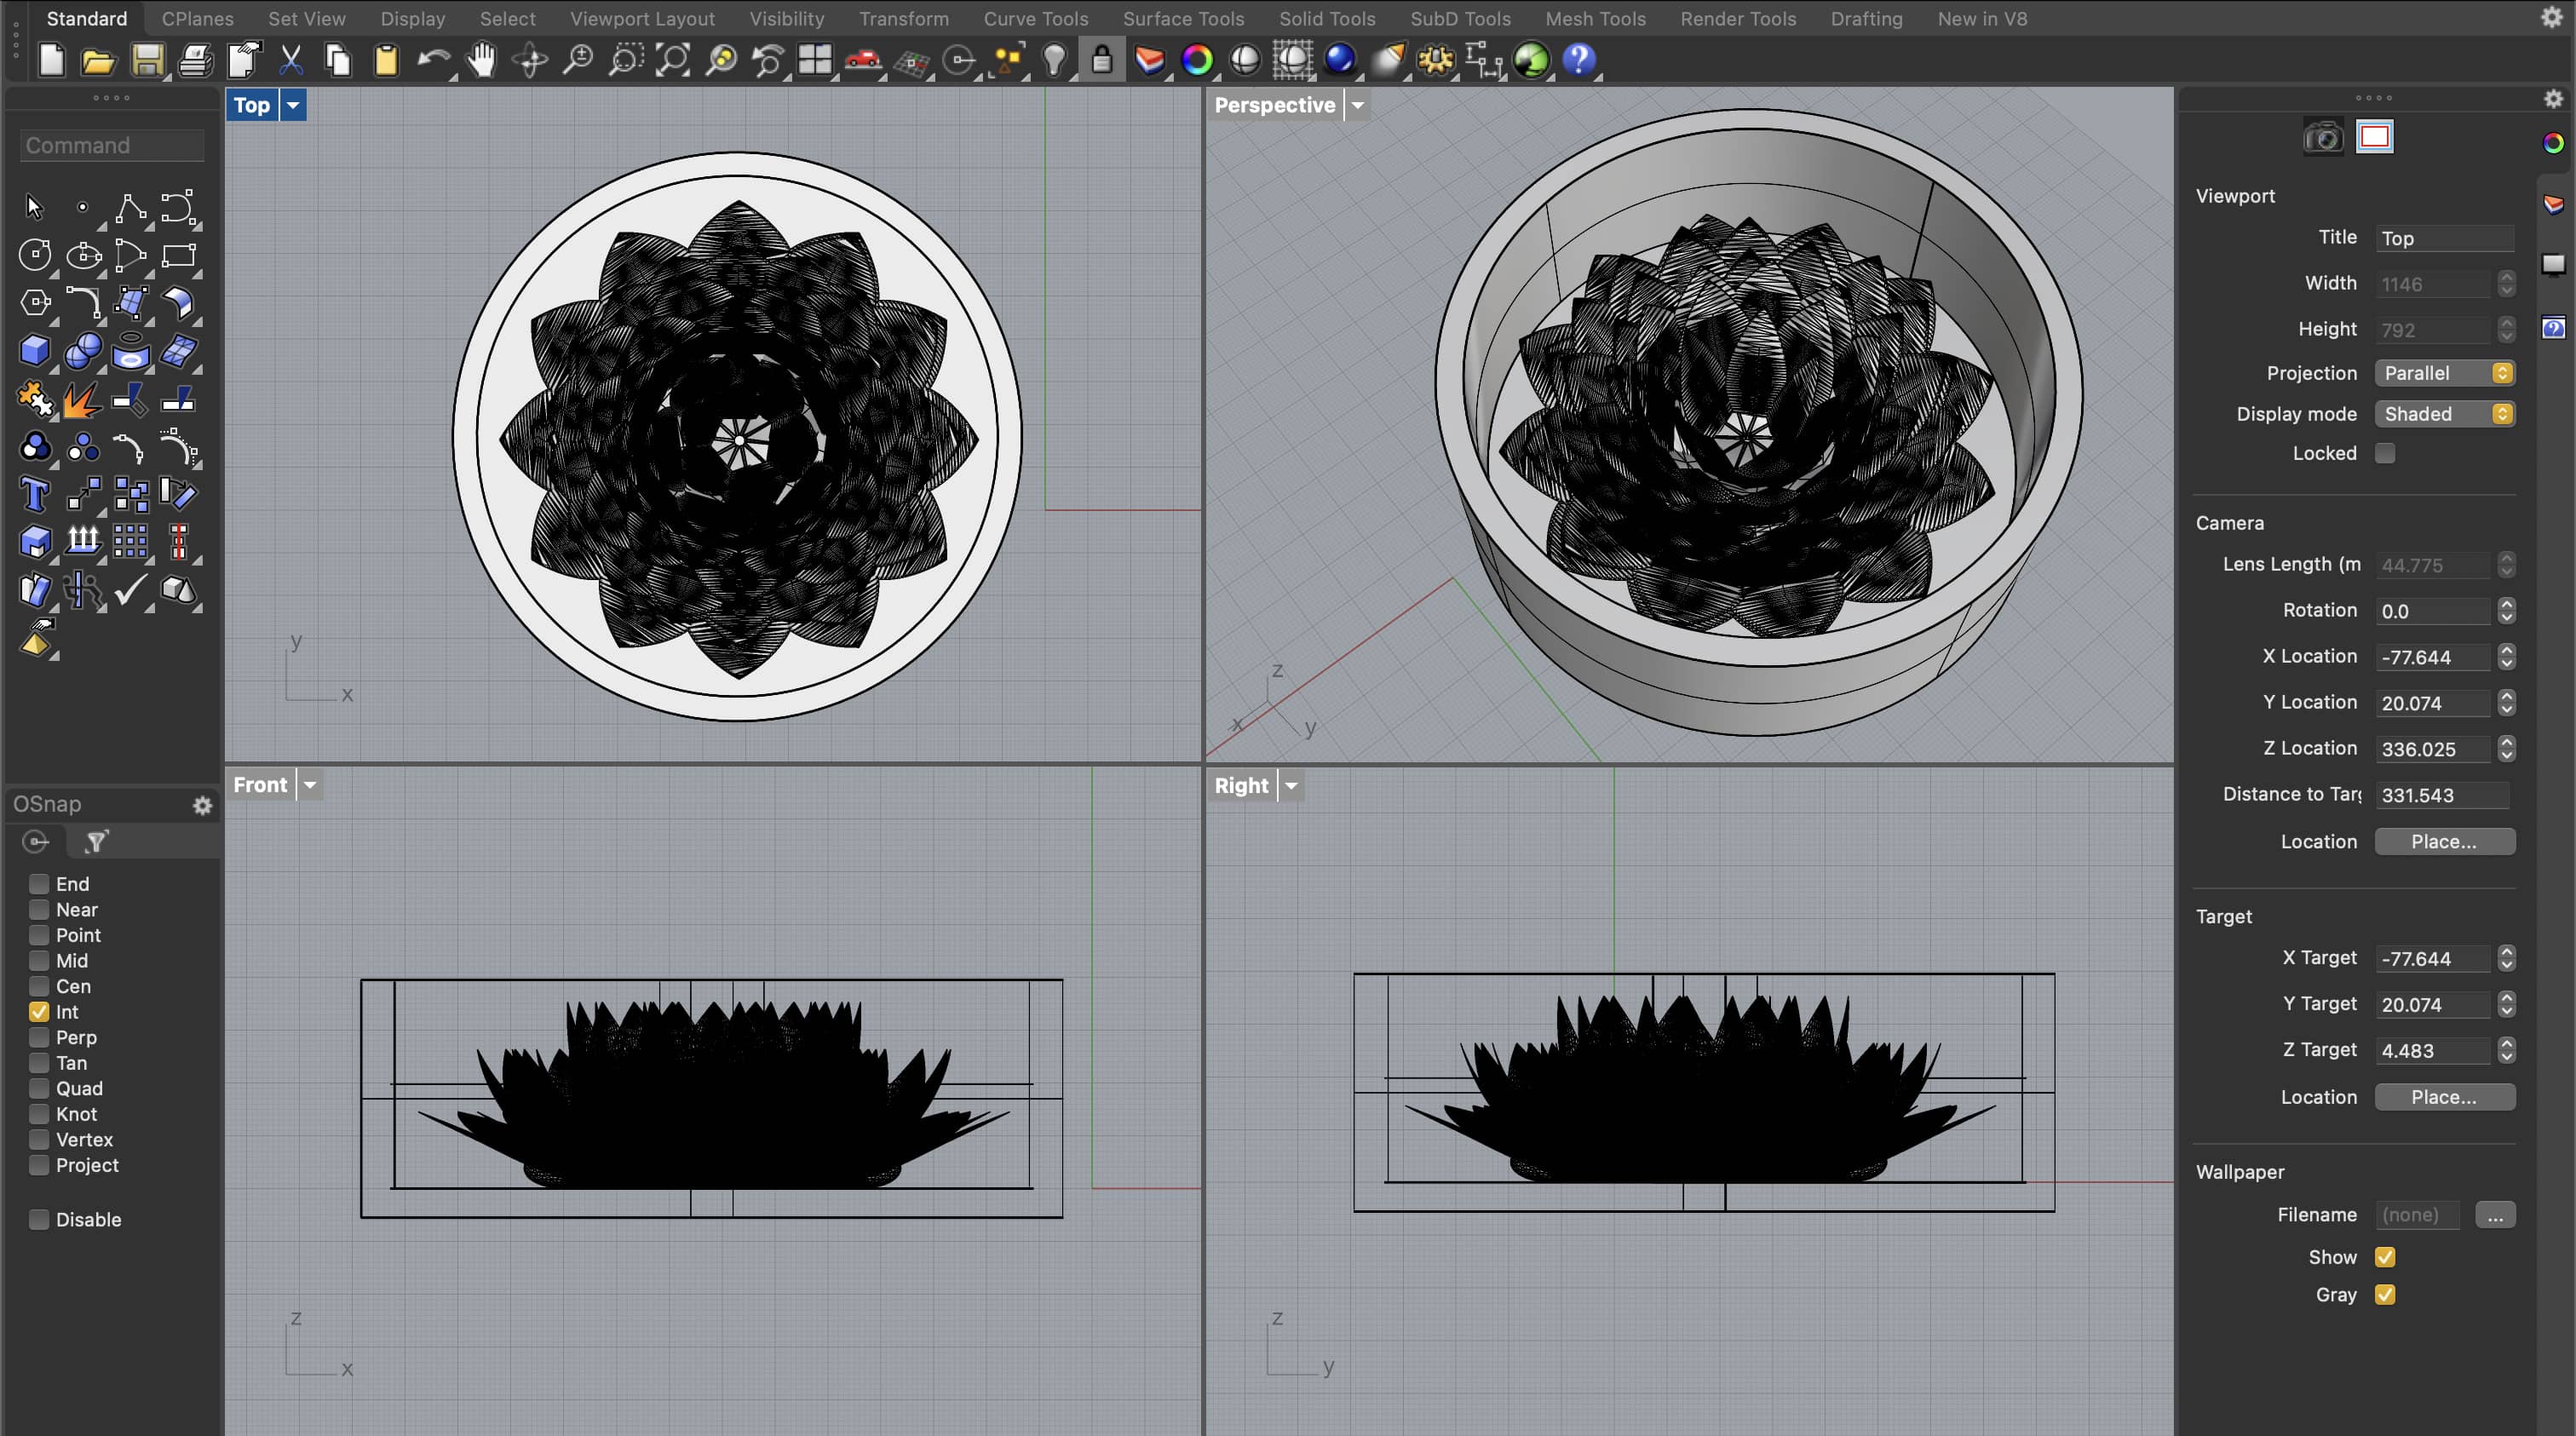 Standard CPlanes Set View Display Select Viewport Layout Visibility Transform Curve Tools Surface Tools Solid Tools SubD Tools Mesh Tools Render Tools Drafting New in V8
Command
OSnap
End
Near
Point
Mid
Cen
Int
Perp
Tan
Quad
Knot
Vertex
Project
Disable
Top
y
x
Perspective
z
x
y
Front
z
x
Right
z
y
Viewport
Title Top
Width 1146
Height 792
Projection Parallel
Display mode Shaded
Locked
Camera
Lens Length (m 44.775
Rotation 0.0
X Location -77.644
Y Location 20.074
Z Location 336.025
Distance to Targ 331.543
Location Place...
Target
X Target -77.644
Y Target 20.074
Z Target 4.483
Location Place...
Wallpaper
Filename (none) ...
Show
Gray